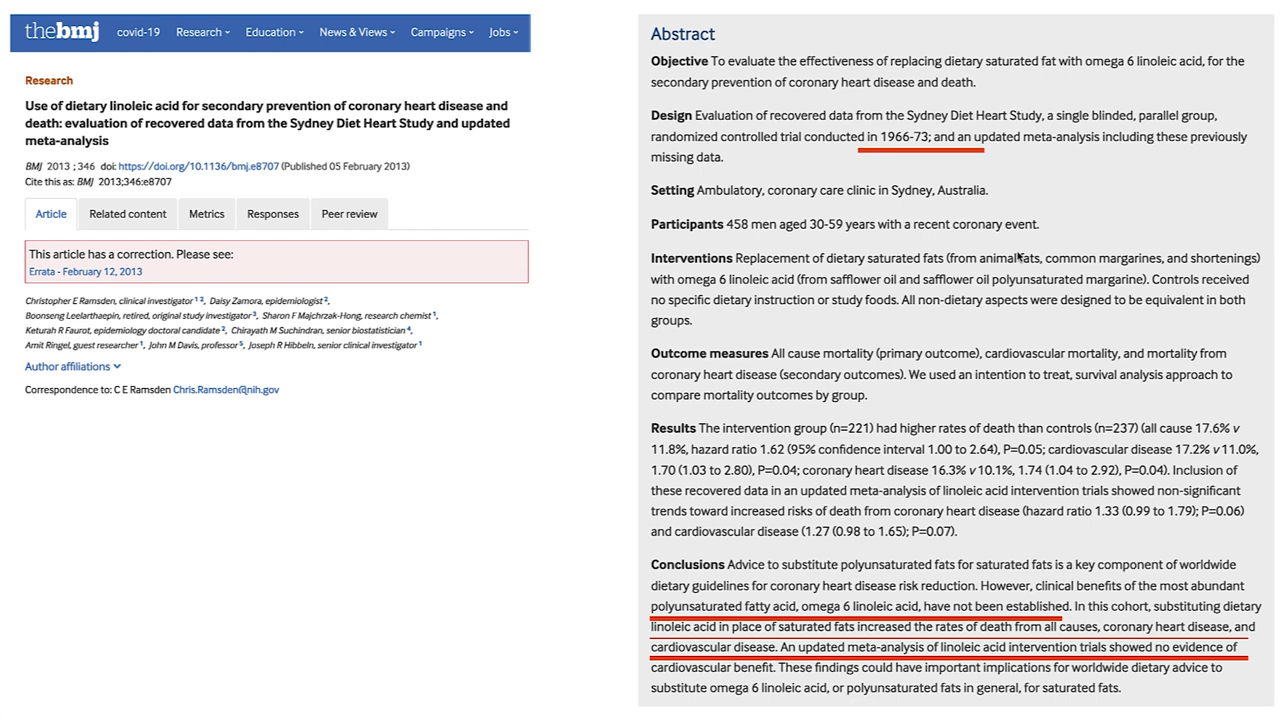 thebmj covid-19 Research Education News & Views Campaigns Jobs
Research
Use of dietary linoleic acid for secondary prevention of coronary heart disease and
death: evaluation of recovered data from the Sydney Diet Heart Study and updated
meta-analysis
BMJ 2013 ; 346 doi: https://doi.org/10.1136/bmj.e8707 (Published 05 February 2013)
Cite this as: BMJ 2013;346:e8707
Article Related content Metrics Responses Peer review
This article has a correction. Please see:
Errata - February 12, 2013
Christopher E Ramsden, clinical investigator 1 2, Daisy Zamora, epidemiologist 2,
Boonseng Leelarthaepin, retired, original study investigator 3, Sharon F Majchrzak-Hong, research chemist 1,
Keturah R Faurot, epidemiology doctoral candidate 2, Chirayath M Suchindran, senior biostatistician 4,
Amit Ringel, guest researcher 1, John M Davis, professor 5, Joseph R Hibbeln, senior clinical investigator 1
Author affiliations
Correspondence to: C E Ramsden Chris.Ramsden@nih.gov
Abstract
Objective To evaluate the effectiveness of replacing dietary saturated fat with omega 6 linoleic acid, for the
secondary prevention of coronary heart disease and death.
Design Evaluation of recovered data from the Sydney Diet Heart Study, a single blinded, parallel group,
randomized controlled trial conducted in 1966-73; and an updated meta-analysis including these previously
missing data.
Setting Ambulatory, coronary care clinic in Sydney, Australia.
Participants 458 men aged 30-59 years with a recent coronary event.
Interventions Replacement of dietary saturated fats (from animal fats, common margarines, and shortenings)
with omega 6 linoleic acid (from safflower oil and safflower oil polyunsaturated margarine). Controls received
no specific dietary instruction or study foods. All non-dietary aspects were designed to be equivalent in both
groups.
Outcome measures All cause mortality (primary outcome), cardiovascular mortality, and mortality from
coronary heart disease (secondary outcomes). We used an intention to treat, survival analysis approach to
compare mortality outcomes by group.
Results The intervention group (n=221) had higher rates of death than controls (n=237) (all cause 17.6% v
11.8%, hazard ratio 1.62 (95% confidence interval 1.00 to 2.64), P=0.05; cardiovascular disease 17.2% v 11.0%,
1.70 (1.03 to 2.80), P=0.04; coronary heart disease 16.3% v 10.1%, 1.74 (1.04 to 2.92), P=0.04). Inclusion of
these recovered data in an updated meta-analysis of linoleic acid intervention trials showed non-significant
trends toward increased risks of death from coronary heart disease (hazard ratio 1.33 (0.99 to 1.79); P=0.06)
and cardiovascular disease (1.27 (0.98 to 1.65); P=0.07).
Conclusions Advice to substitute polyunsaturated fats for saturated fats is a key component of worldwide
dietary guidelines for coronary heart disease risk reduction. However, clinical benefits of the most abundant
polyunsaturated fatty acid, omega 6 linoleic acid, have not been established. In this cohort, substituting dietary
linoleic acid in place of saturated fats increased the rates of death from all causes, coronary heart disease, and
cardiovascular disease. An updated meta-analysis of linoleic acid intervention trials showed no evidence of
cardiovascular benefit. These findings could have important implications for worldwide dietary advice to
substitute omega 6 linoleic acid, or polyunsaturated fats in general, for saturated fats.